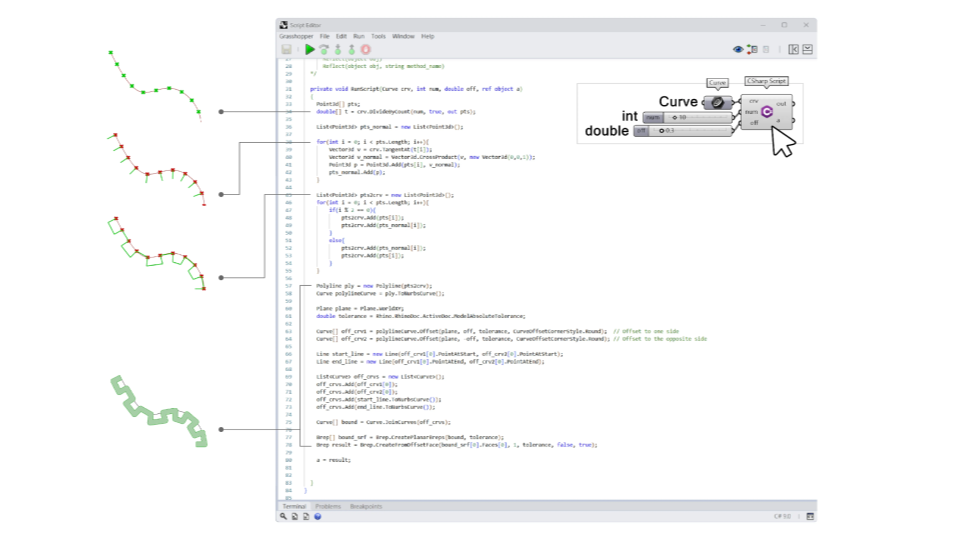 Script Editor
Grasshopper File Edit Run Tools Window Help
Reflect(object obj)
Reflect(object obj, string method_name)
*/
private void RunScript(Curve crv, int num, double off, ref object a)
{
Point3d[] pts;
double[] t = crv.DivideByCount(num, true, out pts);
List<Point3d> pts_normal = new List<Point3d>();
for(int i = 0; i < pts.Length; i++){
Vector3d v = crv.TangentAt(t[i]);
Vector3d v_normal = Vector3d.CrossProduct(v, new Vector3d(0,0,1));
Point3d p = Point3d.Add(pts[i], v_normal);
pts_normal.Add(p);
}
List<Point3d> pts2crv = new List<Point3d>();
for(int i = 0; i < pts.Length; i++){
if(i % 2 == 0){
pts2crv.Add(pts[i]);
pts2crv.Add(pts_normal[i]);
}
else{
pts2crv.Add(pts_normal[i]);
pts2crv.Add(pts[i]);
}
}
Polyline ply = new Polyline(pts2crv);
Curve polylineCurve = ply.ToNurbsCurve();
Plane plane = Plane.WorldXY;
double tolerance = Rhino.RhinoDoc.ActiveDoc.ModelAbsoluteTolerance;
Curve[] off_crv1 = polylineCurve.Offset(plane, off, tolerance, CurveOffsetCornerStyle.Round); // Offset to one side
Curve[] off_crv2 = polylineCurve.Offset(plane, -off, tolerance, CurveOffsetCornerStyle.Round); // Offset to the opposite side
Line start_line = new Line(off_crv1[0].PointAtStart, off_crv2[0].PointAtStart);
Line end_line = new Line(off_crv1[0].PointAtEnd, off_crv2[0].PointAtEnd);
List<Curve> off_crvs = new List<Curve>();
off_crvs.Add(off_crv1[0]);
off_crvs.Add(off_crv2[0]);
off_crvs.Add(start_line.ToNurbsCurve());
off_crvs.Add(end_line.ToNurbsCurve());
Curve[] bound = Curve.JoinCurves(off_crvs);
Brep[] bound_srf = Brep.CreatePlanarBreps(bound, tolerance);
Brep result = Brep.CreateFromOffsetFace(bound_srf[0].Faces[0], 1, tolerance, false, true);
a = result;
}
}
Curve
CSharp Script
Curve
int
num
10
double
off
0.3
crv
num
off
out
a
Terminal Problems Breakpoints
C# 9.0